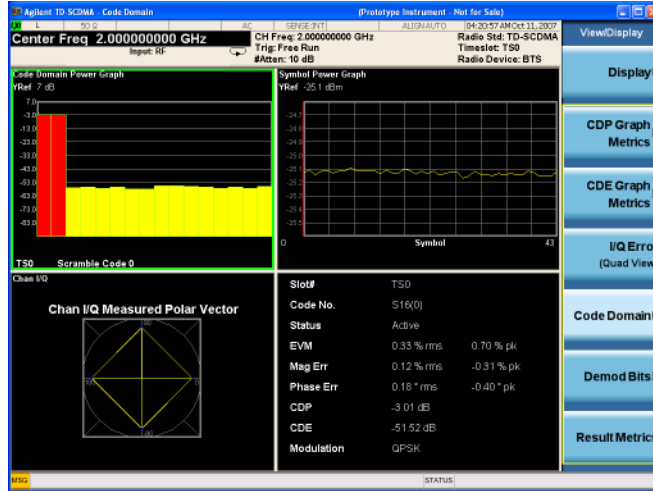 Agilent TD-SCDMA - Code Domain (Prototype Instrument - Not for Sale)
L 50 Ω AC SENSE:INT ALIGN AUTO 04:20:57 AM Oct 11, 2007
Center Freq 2.000000000 GHz
Input: RF
CH Freq: 2.000000000 GHz
Trig: Free Run
#Atten: 10 dB
Radio Std: TD-SCDMA
Timeslot: TS0
Radio Device: BTS
View/Display
Display
CDP Graph
Metrics
CDE Graph
Metrics
I/Q Erro
(Quad View
Code Domain
Demod Bits
Result Metric
Code Domain Power Graph
YRef 7 dB
7.0
-3.0
-13.0
-23.0
-33.0
-43.0
-53.0
-63.0
-73.0
-83.0
TS0 Scramble Code 0
Symbol Power Graph
YRef -25.1 dBm
-24.7
-24.8
-24.9
-25.0
-25.1
-25.2
-25.3
-25.4
-25.5
0 Symbol 43
Chan I/Q
Chan I/Q Measured Polar Vector
90
180
0
-90
Slot# TS0
Code No. S16(0)
Status Active
EVM 0.33 % rms 0.70 % pk
Mag Err 0.12 % rms -0.31 % pk
Phase Err 0.18 ° rms -0.40 ° pk
CDP -3.01 dB
CDE -51.52 dB
Modulation QPSK
MSG STATUS